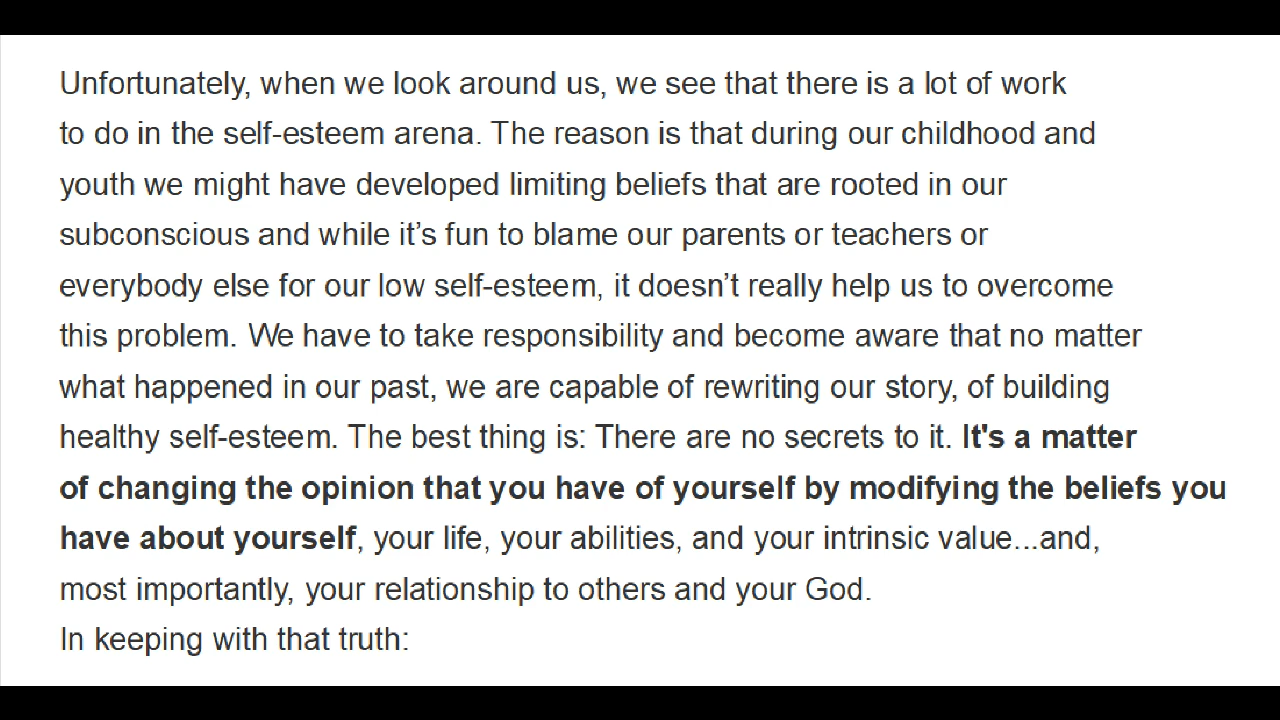 Unfortunately, when we look around us, we see that there is a lot of work
to do in the self-esteem arena. The reason is that during our childhood and
youth we might have developed limiting beliefs that are rooted in our
subconscious and while it’s fun to blame our parents or teachers or
everybody else for our low self-esteem, it doesn’t really help us to overcome
this problem. We have to take responsibility and become aware that no matter
what happened in our past, we are capable of rewriting our story, of building
healthy self-esteem. The best thing is: There are no secrets to it. It's a matter
of changing the opinion that you have of yourself by modifying the beliefs you
have about yourself, your life, your abilities, and your intrinsic value...and,
most importantly, your relationship to others and your God.
In keeping with that truth: